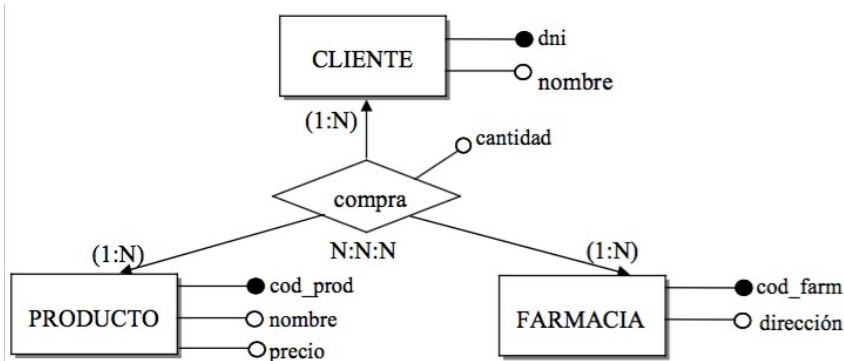 CLIENTE
dni
nombre
(1:N)
cantidad
compra
N:N:N
(1:N)
(1:N)
PRODUCTO
cod_prod
nombre
precio
FARMACIA
cod_farm
dirección